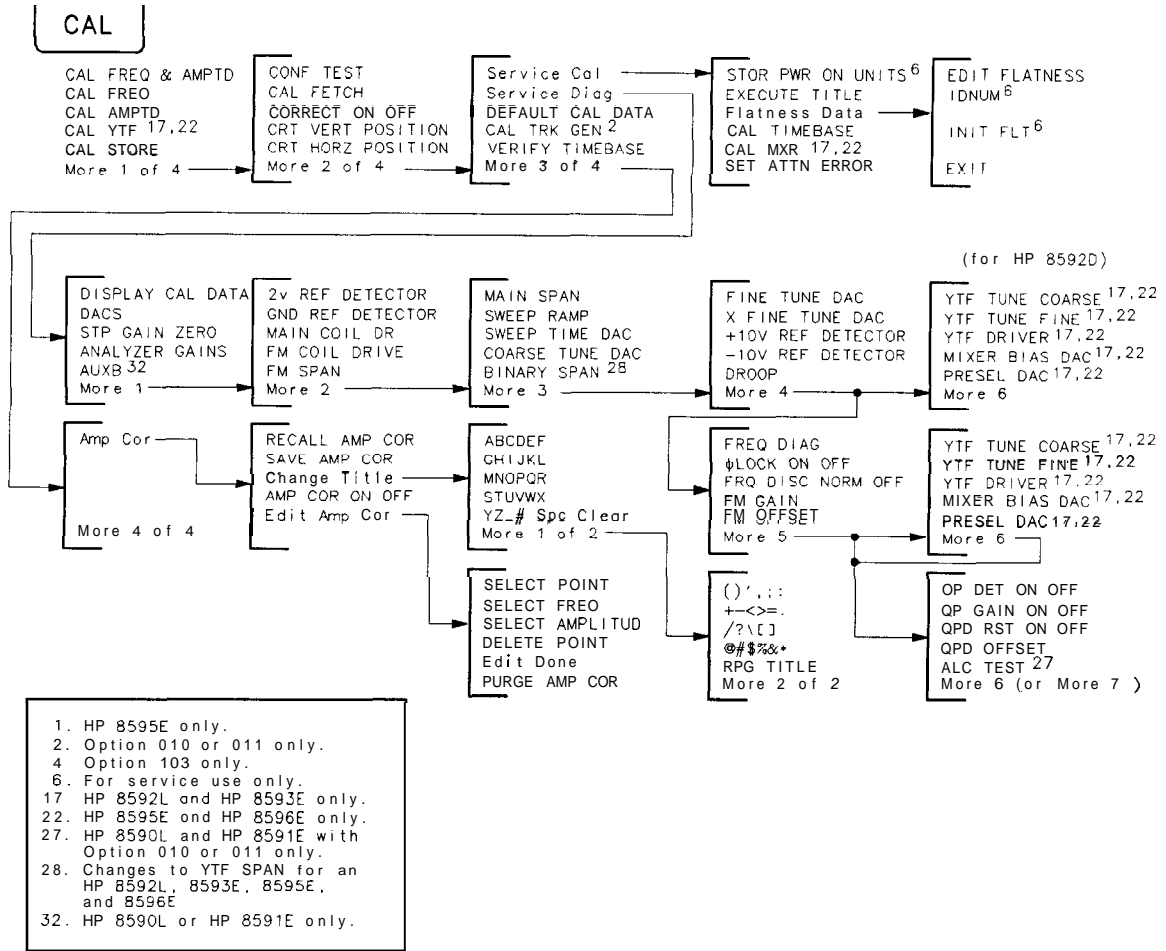 CAL
CAL FREQ & AMPTD
CAL FREO
CAL AMPTD
CAL YTF 17,22
CAL STORE
More 1 of 4
CONF TEST
CAL FETCH
CORRECT ON OFF
CRT VERT POSITION
CRT HORZ POSITION
More 2 of 4
Service Cal
Service Diag
DEFAULT CAL DATA
CAL TRK GEN 2
VERIFY TIMEBASE
More 3 of 4
STOR PWR ON UNITS 6
EXECUTE TITLE
Flatness Data
CAL TIMEBASE
CAL MXR 17,22
SET ATTN ERROR
EDIT FLATNESS
IDNUM 6
INIT FLT 6
EXIT
DISPLAY CAL DATA
DACS
STP GAIN ZERO
ANALYZER GAINS
AUXB 32
More 1
2v REF DETECTOR
GND REF DETECTOR
MAIN COIL DR
FM COIL DRIVE
FM SPAN
More 2
MAIN SPAN
SWEEP RAMP
SWEEP TIME DAC
COARSE TUNE DAC
BINARY SPAN 28
More 3
FINE TUNE DAC
X FINE TUNE DAC
+10V REF DETECTOR
-10V REF DETECTOR
DROOP
More 4
(for HP 8592D)
YTF TUNE COARSE 17,22
YTF TUNE FINE 17,22
YTF DRIVER 17,22
MIXER BIAS DAC 17,22
PRESEL DAC 17,22
More 6
Amp Cor
More 4 of 4
RECALL AMP COR
SAVE AMP COR
Change Title
AMP COR ON OFF
Edit Amp Cor
ABCDEF
GHIJKL
MNOPQR
STUVWX
YZ_# Spc Clear
More 1 of 2
FREQ DIAG
ɸLOCK ON OFF
FRQ DISC NORM OFF
FM GAIN
FM OFFSET
More 5
YTF TUNE COARSE 17,22
YTF TUNE FINE 17,22
YTF DRIVER 17,22
MIXER BIAS DAC 17,22
PRESEL DAC 17,22
More 6
SELECT POINT
SELECT FREO
SELECT AMPLITUD
DELETE POINT
Edit Done
PURGE AMP COR
()',;:
+-<>=.
/?\[]
@#$%&*
RPG TITLE
More 2 of 2
OP DET ON OFF
QP GAIN ON OFF
QPD RST ON OFF
QPD OFFSET
ALC TEST 27
More 6 (or More 7 )
1. HP 8595E only.
2. Option 010 or 011 only.
4 Option 103 only.
6. For service use only.
17 HP 8592L and HP 8593E only.
22. HP 8595E and HP 8596E only.
27. HP 8590L and HP 8591E with
Option 010 or 011 only.
28. Changes to YTF SPAN for an
HP 8592L, 8593E, 8595E,
and 8596E
32. HP 8590L or HP 8591E only.